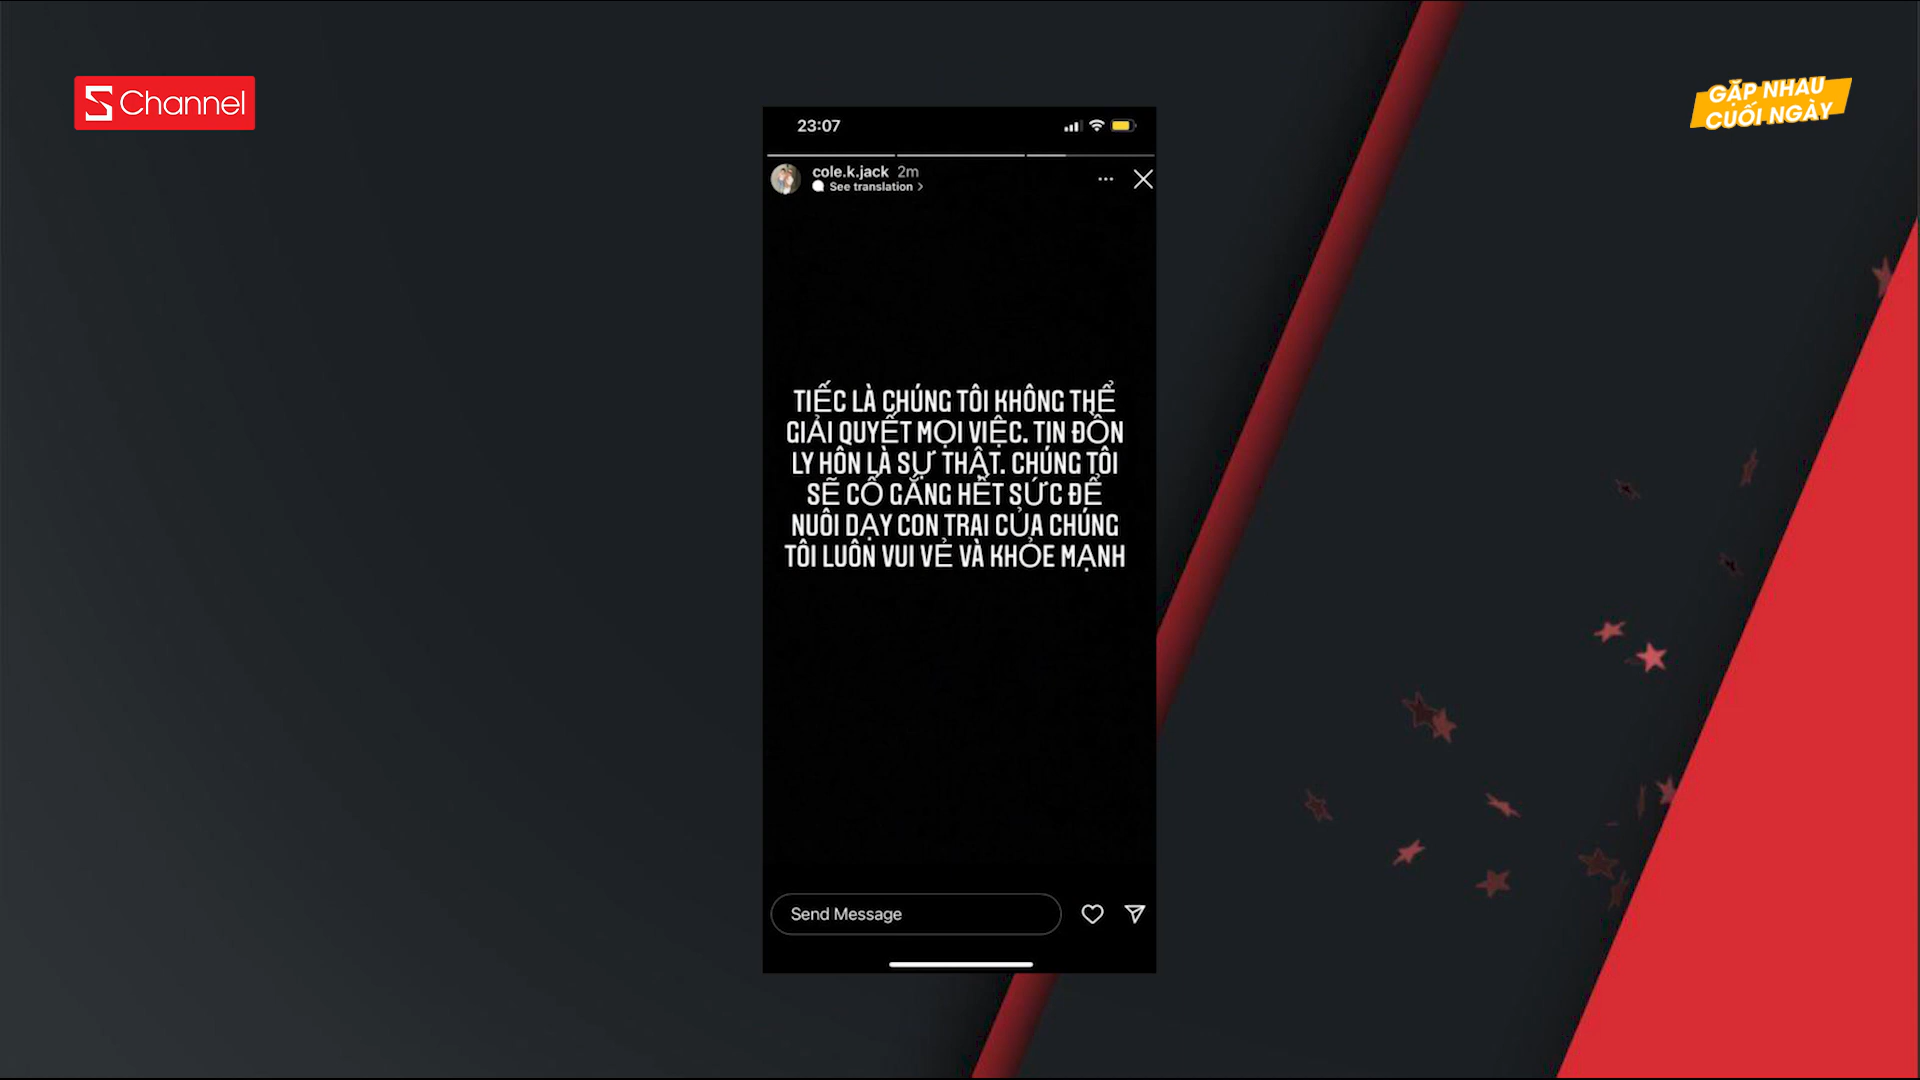 S Channel
GẶP NHAU
CUỐI NGÀY
23:07
cole.k.jack 2m
See translation >
TIẾC LÀ CHÚNG TÔI KHÔNG THỂ
GIẢI QUYẾT MỌI VIỆC. TIN ĐỒN
LY HÔN LÀ SỰ THẬT. CHÚNG TÔI
SẼ CỐ GẮNG HẾT SỨC ĐỂ
NUÔI DẠY CON TRAI CỦA CHÚNG
TÔI LUÔN VUI VẺ VÀ KHỎE MẠNH
Send Message